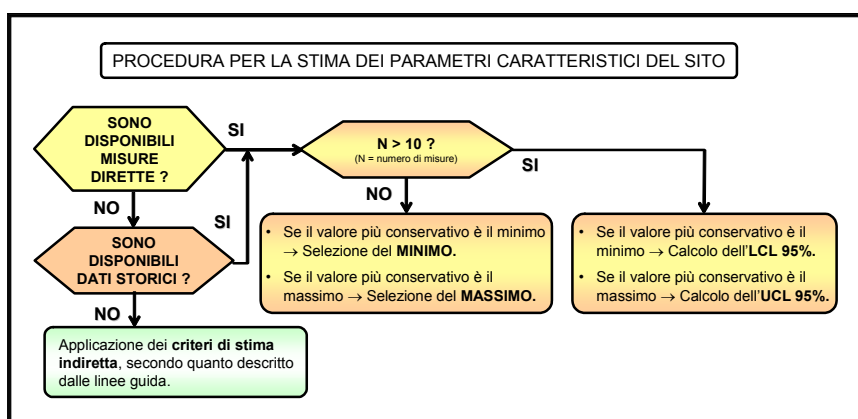 PROCEDURA PER LA STIMA DEI PARAMETRI CARATTERISTICI DEL SITO
SONO
DISPONIBILI
MISURE
DIRETTE ?
SI
N > 10 ?
(N = numero di misure)
SI
NO
NO
SI
SONO
DISPONIBILI
DATI STORICI ?
• Se il valore più conservativo è il minimo
→ Selezione del MINIMO.
• Se il valore più conservativo è il
massimo → Selezione del MASSIMO.
• Se il valore più conservativo è il
minimo → Calcolo dell'LCL 95%.
• Se il valore più conservativo è il
massimo → Calcolo dell'UCL 95%.
NO
Applicazione dei criteri di stima
indiretta, secondo quanto descritto
dalle linee guida.